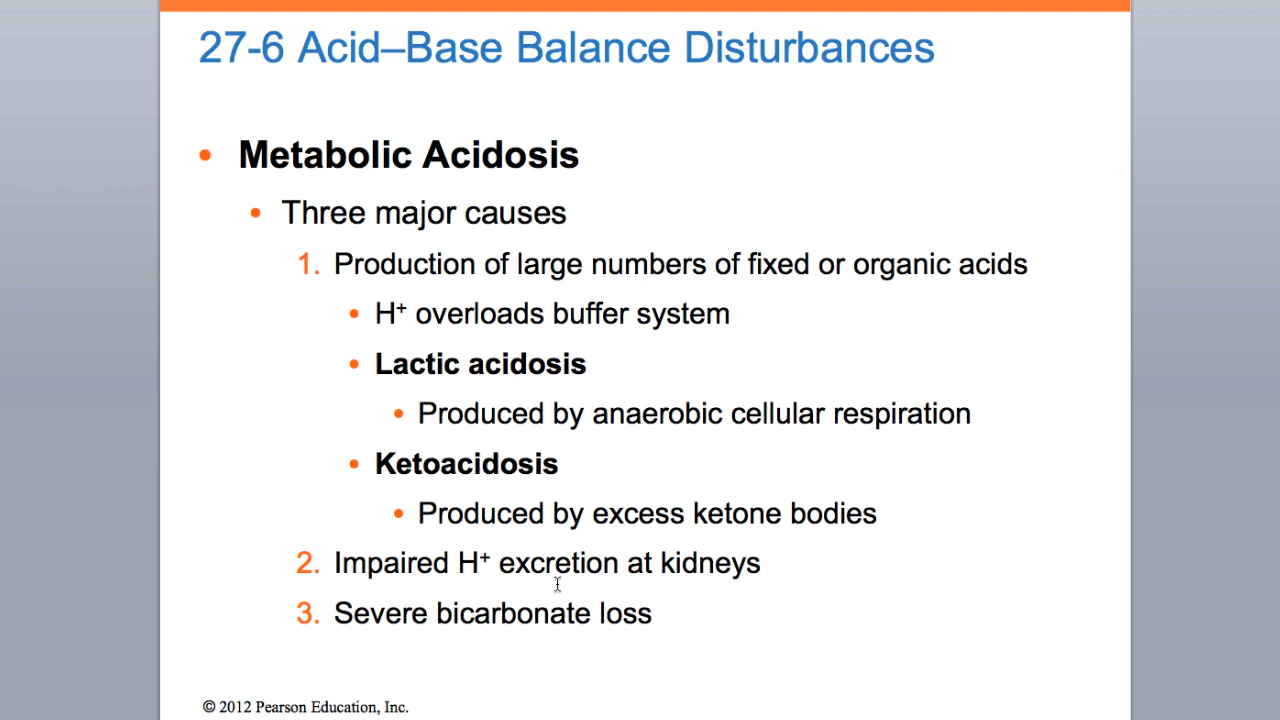 27-6 Acid–Base Balance Disturbances
• Metabolic Acidosis
• Three major causes
1. Production of large numbers of fixed or organic acids
• H⁺ overloads buffer system
• Lactic acidosis
• Produced by anaerobic cellular respiration
• Ketoacidosis
• Produced by excess ketone bodies
2. Impaired H⁺ excretion at kidneys
3. Severe bicarbonate loss
© 2012 Pearson Education, Inc.